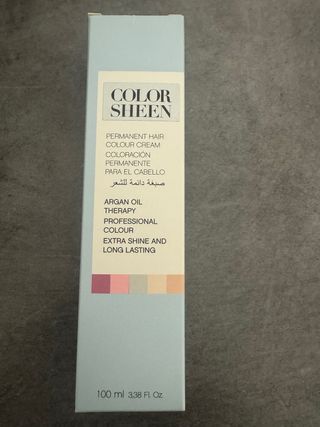 COLOR
SHEEN
PERMANENT HAIR
COLOUR CREAM
COLORACIÓN
PERMANENTE
PARA EL CABELLO
صبغة دائمة للشعر
ARGAN OIL
THERAPY
PROFESSIONAL
COLOUR
EXTRA SHINE AND
LONG LASTING
100 ml 3.38 Fl. Oz.